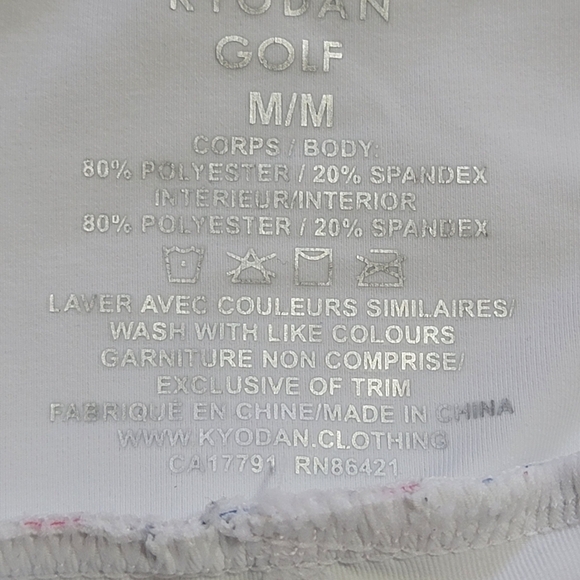 KYODAN
GOLF
M/M
CORPS / BODY:
80% POLYESTER / 20% SPANDEX
INTERIEUR/INTERIOR
80% POLYESTER / 20% SPANDEX
LAVER AVEC COULEURS SIMILAIRES/
WASH WITH LIKE COLOURS
GARNITURE NON COMPRISE/
EXCLUSIVE OF TRIM
FABRIQUÉ EN CHINE/MADE IN CHINA
WWW.KYODAN.CLOTHING
CA17791 RN86421